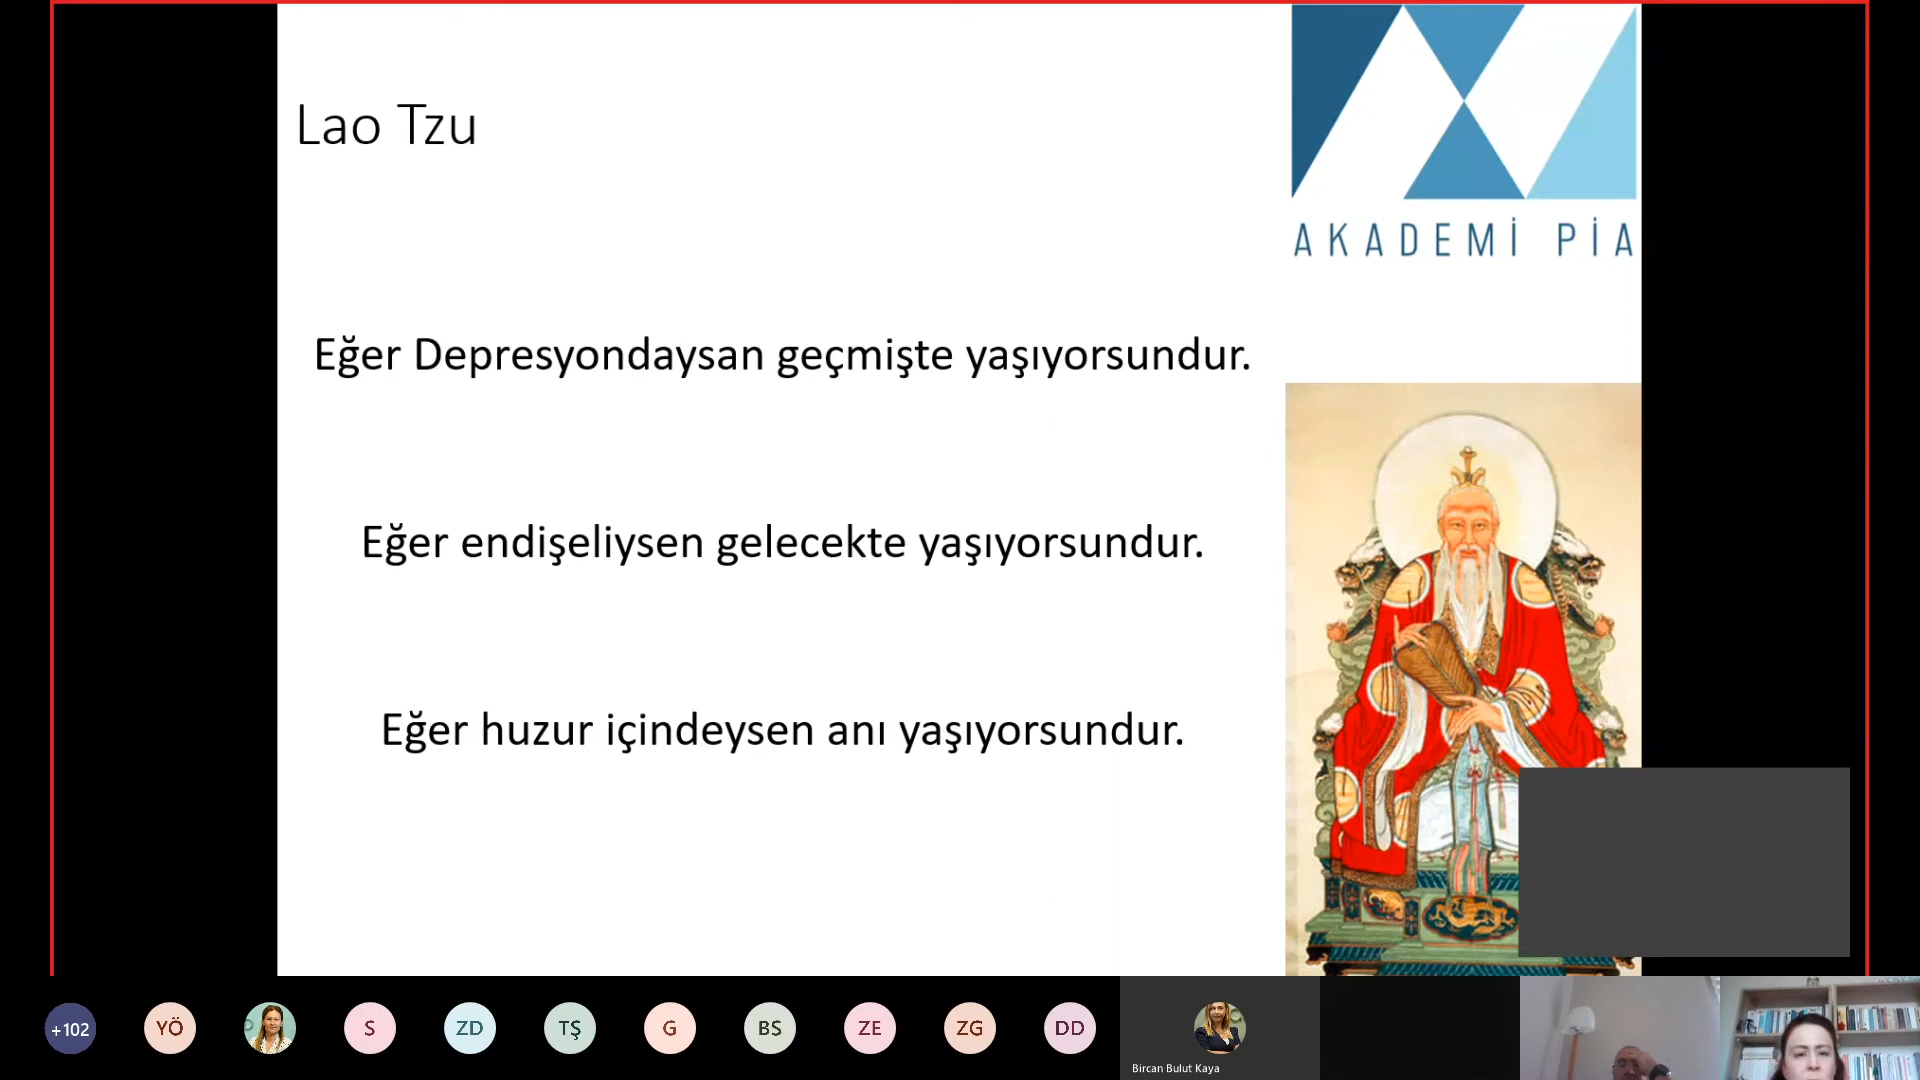 Lao Tzu
AKADEMİ PİA
Eğer Depresyondaysan geçmişte yaşıyorsundur.
Eğer endişeliysen gelecekte yaşıyorsundur.
Eğer huzur içindeysen anı yaşıyorsundur.
+102
YÖ
S
ZD
TŞ
G
BS
ZE
ZG
DD
Bircan Bulut Kaya